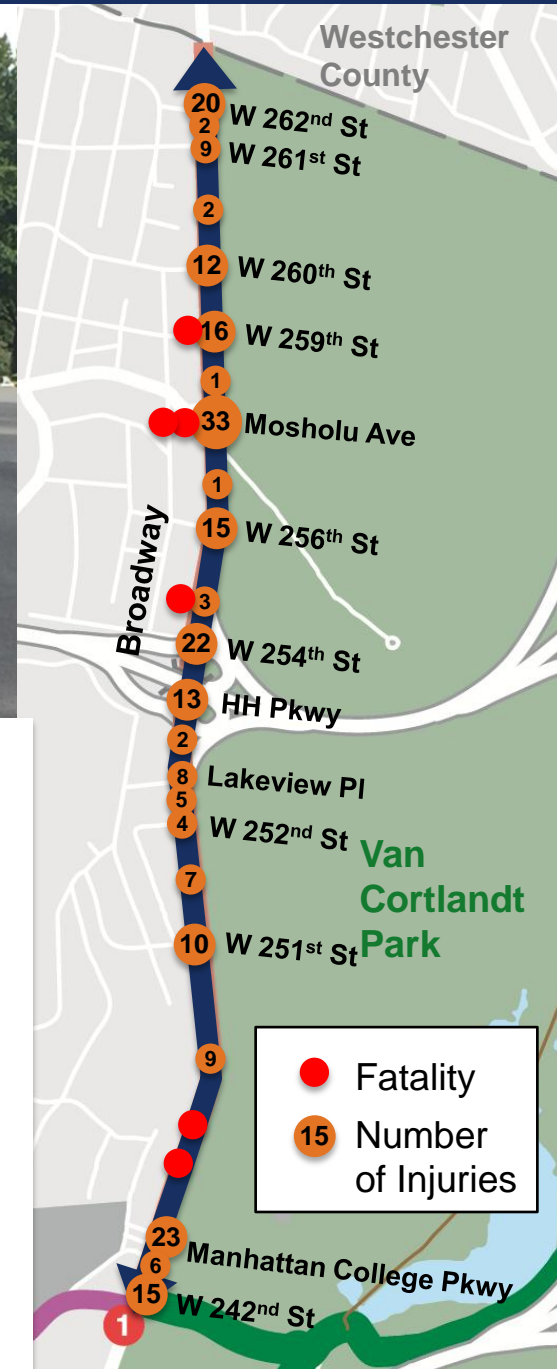 Westchester
County
20
W 262nd St
2
9
W 261st St
2
12
W 260th St
16
W 259th St
1
33
Mosholu Ave
1
15
W 256th St
Broadway
3
22
W 254th St
13
HH Pkwy
2
8
Lakeview Pl
5
4
W 252nd St
Van
Cortlandt
Park
7
10
W 251st St
9
Fatality
15
Number
of Injuries
23
Manhattan College Pkwy
6
15
W 242nd St
1